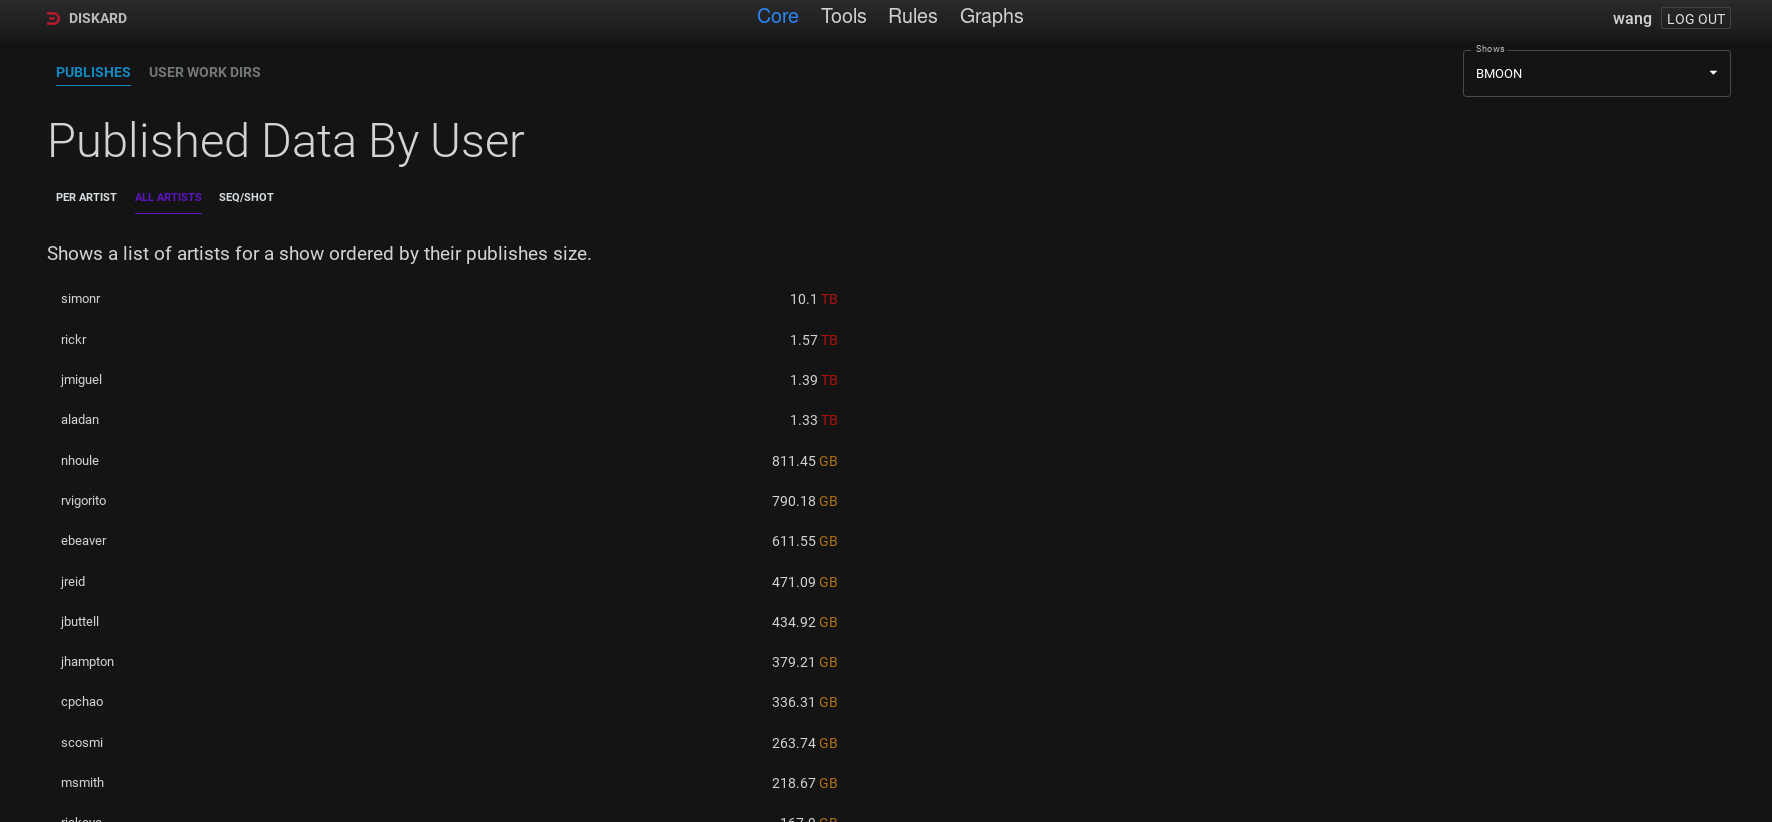 DISKARD Core Tools Rules Graphs wang LOG OUT
PUBLISHES USER WORK DIRS
Shows
BMOON
Published Data By User
PER ARTIST ALL ARTISTS SEQ/SHOT
Shows a list of artists for a show ordered by their publishes size.
simonr 10.1 TB
rickr 1.57 TB
jmiguel 1.39 TB
aladan 1.33 TB
nhoule 811.45 GB
rvigorito 790.18 GB
ebeaver 611.55 GB
jreid 471.09 GB
jbuttell 434.92 GB
jhampton 379.21 GB
cpchao 336.31 GB
scosmi 263.74 GB
msmith 218.67 GB
GB